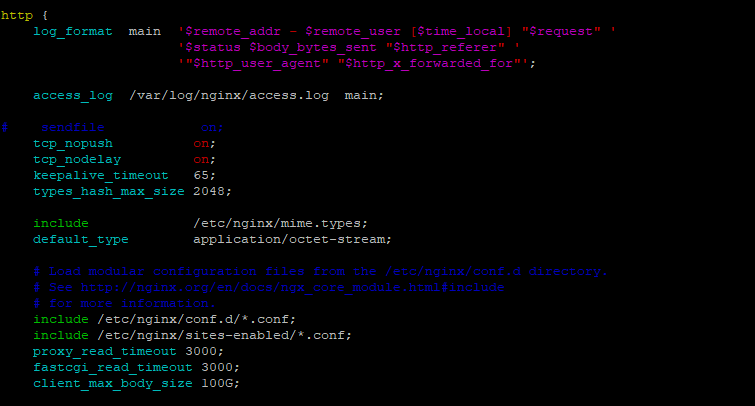 http {
    log_format  main  '$remote_addr - $remote_user [$time_local] "$request" '
                      '$status $body_bytes_sent "$http_referer" '
                      '"$http_user_agent" "$http_x_forwarded_for"';

    access_log  /var/log/nginx/access.log  main;

#    sendfile            on;
    tcp_nopush          on;
    tcp_nodelay         on;
    keepalive_timeout   65;
    types_hash_max_size 2048;

    include             /etc/nginx/mime.types;
    default_type        application/octet-stream;

    # Load modular configuration files from the /etc/nginx/conf.d directory.
    # See http://nginx.org/en/docs/ngx_core_module.html#include
    # for more information.
    include /etc/nginx/conf.d/*.conf;
    include /etc/nginx/sites-enabled/*.conf;
    proxy_read_timeout 3000;
    fastcgi_read_timeout 3000;
    client_max_body_size 100G;